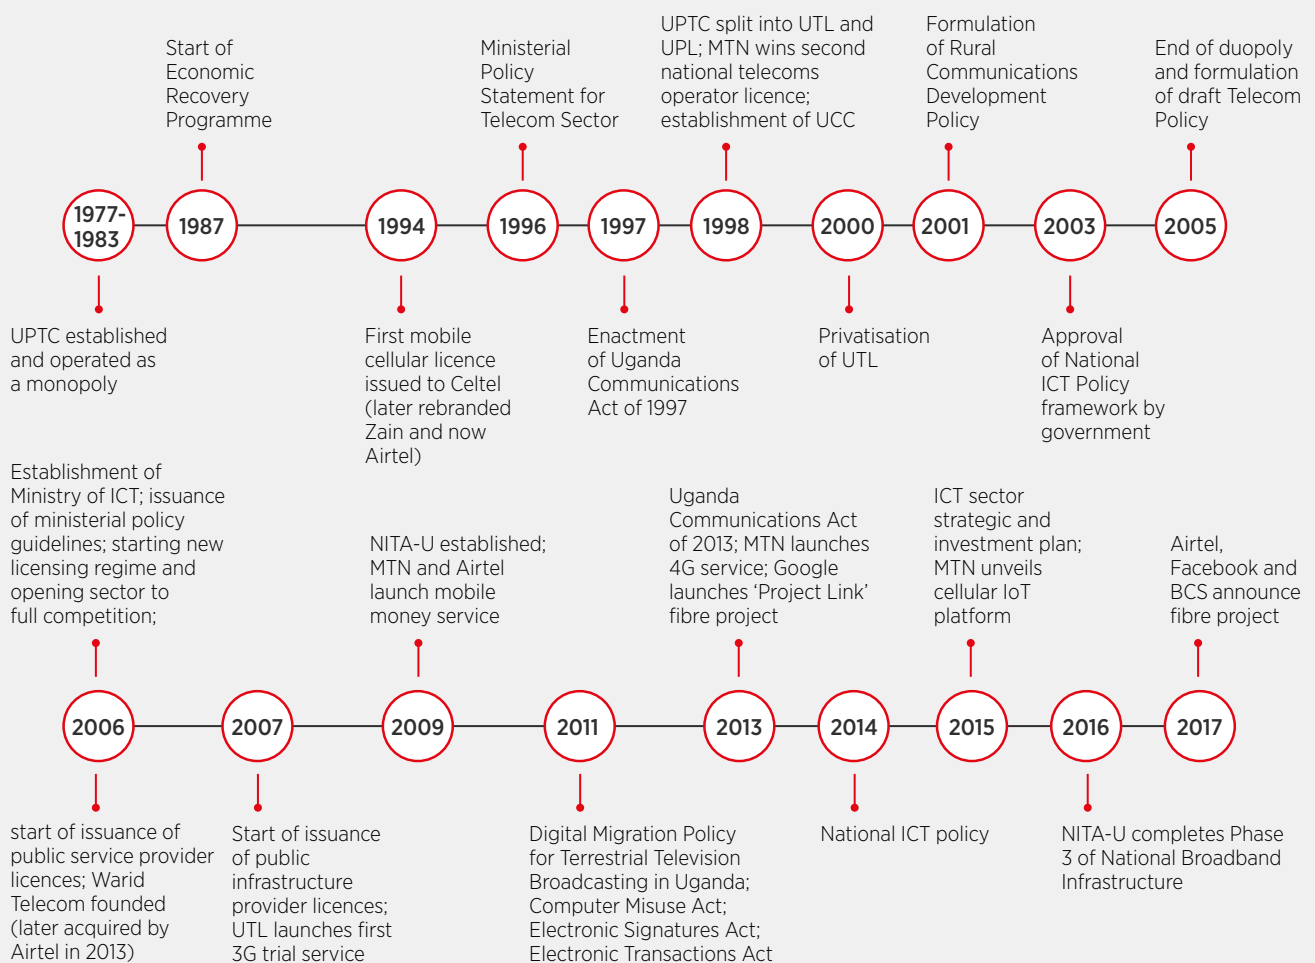 Start of
Economic
Recovery
Programme
Ministerial
Policy
Statement for
Telecom Sector
UPTC split into UTL and
UPL; MTN wins second
national telecoms
operator licence;
establishment of UCC
Formulation
of Rural
Communications
Development
Policy
End of duopoly
and formulation
of draft Telecom
Policy
1977-
1983
1987
1994
1996
1997
1998
2000
2001
2003
2005
UPTC established
and operated as
a monopoly
First mobile
cellular licence
issued to Celtel
(later rebranded
Zain and now
Airtel)
Enactment
of Uganda
Communications
Act of 1997
Privatisation
of UTL
Approval
of National
ICT Policy
framework by
government
Establishment of
Ministry of ICT; issuance
of ministerial policy
guidelines; starting new
licensing regime and
opening sector to
full competition;
NITA-U established;
MTN and Airtel
launch mobile
money service
Uganda
Communications Act
of 2013; MTN launches
4G service; Google
launches ‘Project Link’
fibre project
ICT sector
strategic and
investment plan;
MTN unveils
cellular IoT
platform
Airtel,
Facebook and
BCS announce
fibre project
2006
2007
2009
2011
2013
2014
2015
2016
2017
start of issuance of
public service provider
licences; Warid
Telecom founded
(later acquired by
Airtel in 2013)
Start of issuance
of public
infrastructure
provider licences;
UTL launches first
3G trial service
Digital Migration Policy
for Terrestrial Television
Broadcasting in Uganda;
Computer Misuse Act;
Electronic Signatures Act;
Electronic Transactions Act
National ICT policy
NITA-U completes Phase
3 of National Broadband
Infrastructure